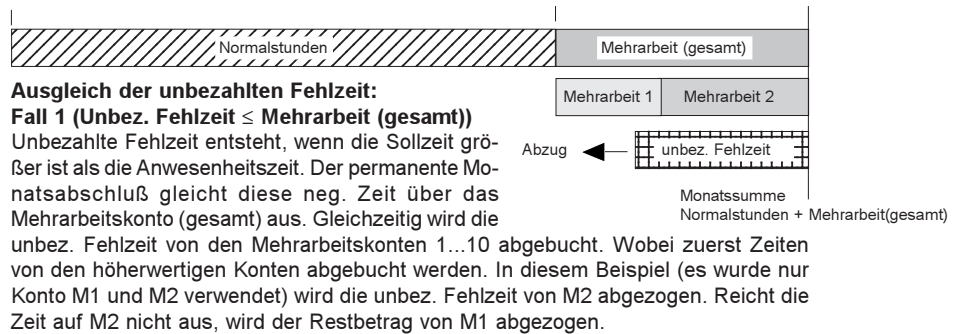 Normalstunden
Mehrarbeit (gesamt)
Mehrarbeit 1
Mehrarbeit 2
Abzug
unbez. Fehlzeit
Monatssumme
Normalstunden + Mehrarbeit(gesamt)
Ausgleich der unbezahlten Fehlzeit:
Fall 1 (Unbez. Fehlzeit ≤ Mehrarbeit (gesamt))
Unbezahlte Fehlzeit entsteht, wenn die Sollzeit grö-
ßer ist als die Anwesenheitszeit. Der permanente Mo-
natsabschluß gleicht diese neg. Zeit über das
Mehrarbeitskonto (gesamt) aus. Gleichzeitig wird die
unbez. Fehlzeit von den Mehrarbeitskonten 1...10 abgebucht. Wobei zuerst Zeiten
von den höherwertigen Konten abgebucht werden. In diesem Beispiel (es wurde nur
Konto M1 und M2 verwendet) wird die unbez. Fehlzeit von M2 abgezogen. Reicht die
Zeit auf M2 nicht aus, wird der Restbetrag von M1 abgezogen.